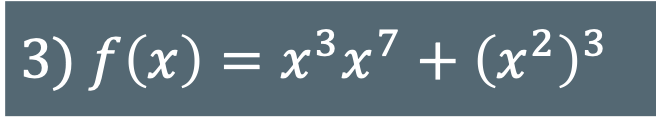 3) f(x) = x³x⁷ + (x²)³